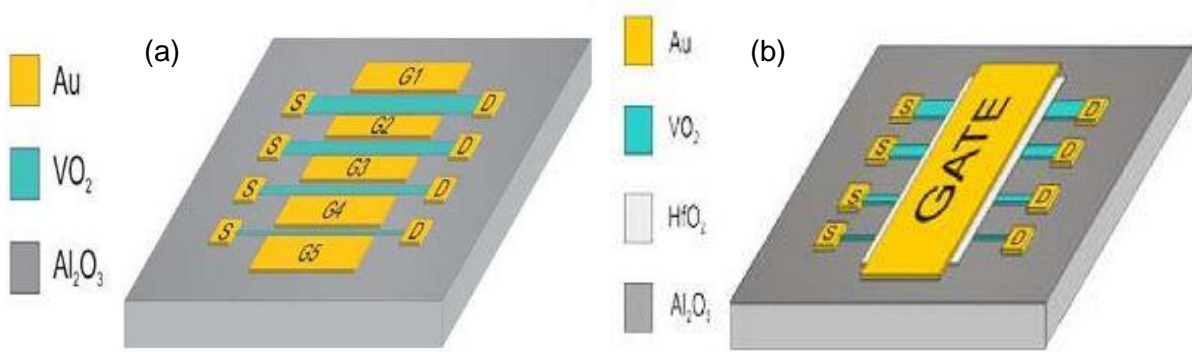 (a)
Au
VO₂
Al₂O₃
G1
S D
G2
S D
G3
S D
G4
S D
G5
(b)
Au
VO₂
HfO₂
Al₂O₃
GATE
S D
S D
S D
S D